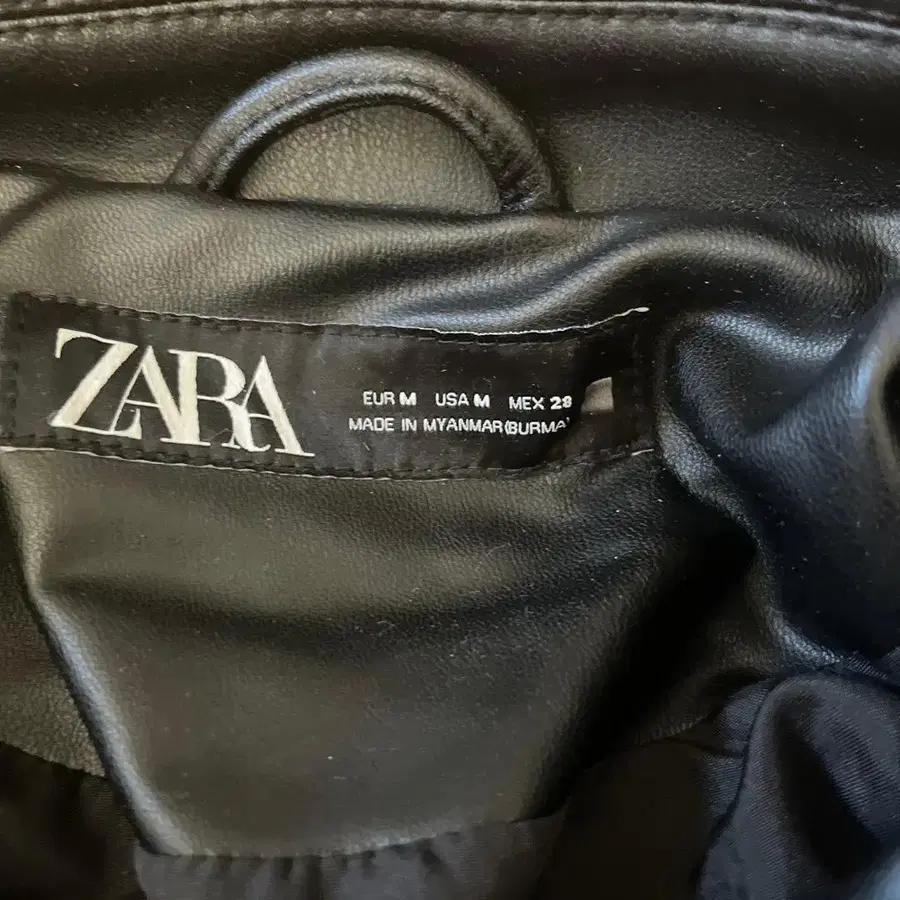 ZARA
EUR M USA M MEX 28
MADE IN MYANMAR(BURMA)